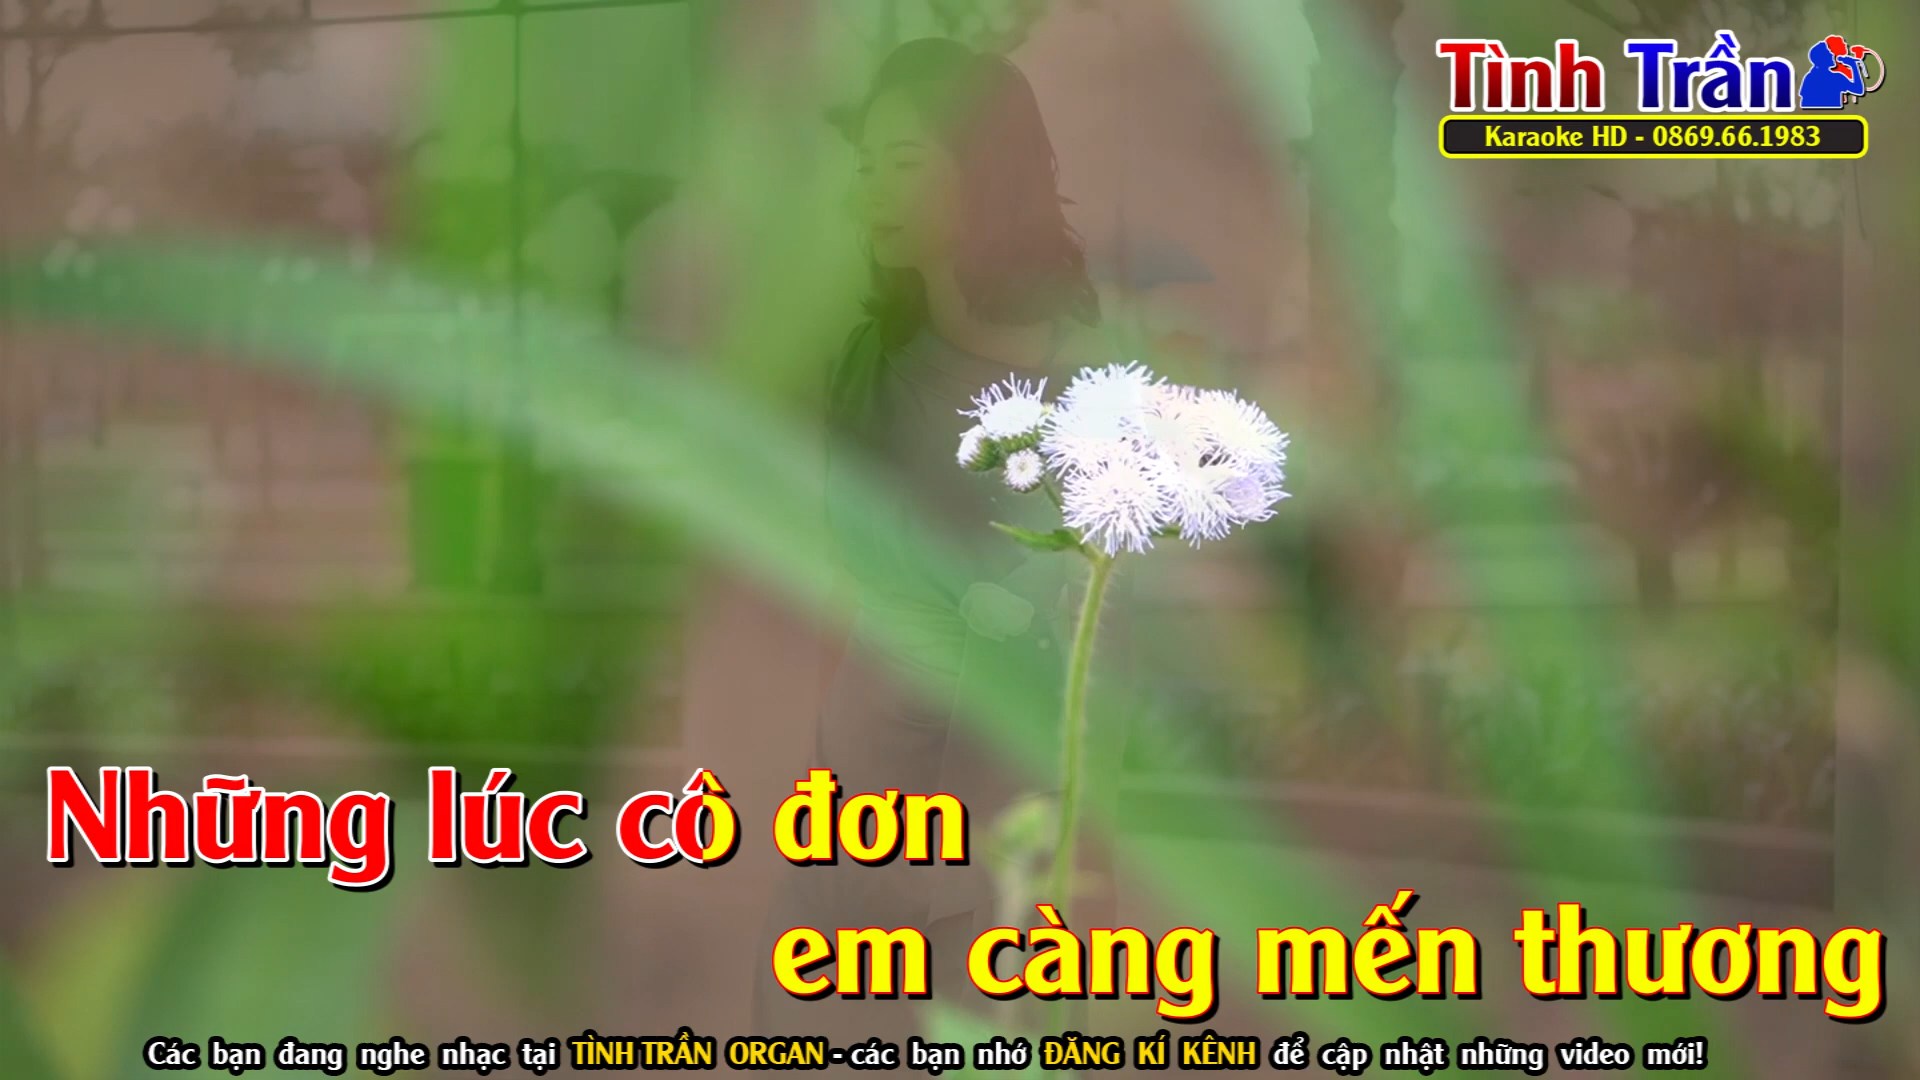 Tình Trần
Karaoke HD - 0869.66.1983
Những lúc cô đơn
em càng mến thương
Các bạn đang nghe nhạc tại TÌNH TRẦN ORGAN - các bạn nhớ ĐĂNG KÍ KÊNH để cập nhật những video mới!